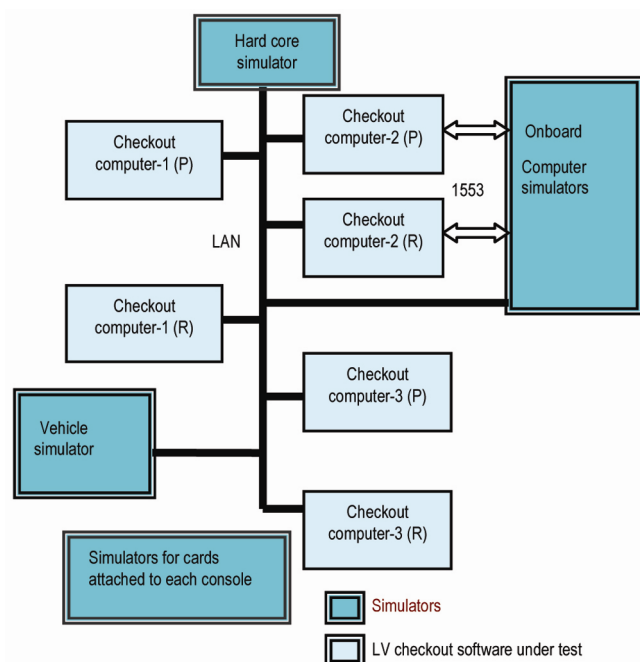 Hard core
simulator
Checkout
computer-1 (P)
Checkout
computer-2 (P)
Onboard
Computer
simulators
1553
Checkout
computer-2 (R)
LAN
Checkout
computer-1 (R)
Checkout
computer-3 (P)
Vehicle
simulator
Checkout
computer-3 (R)
Simulators for cards
attached to each console
Simulators
LV checkout software under test